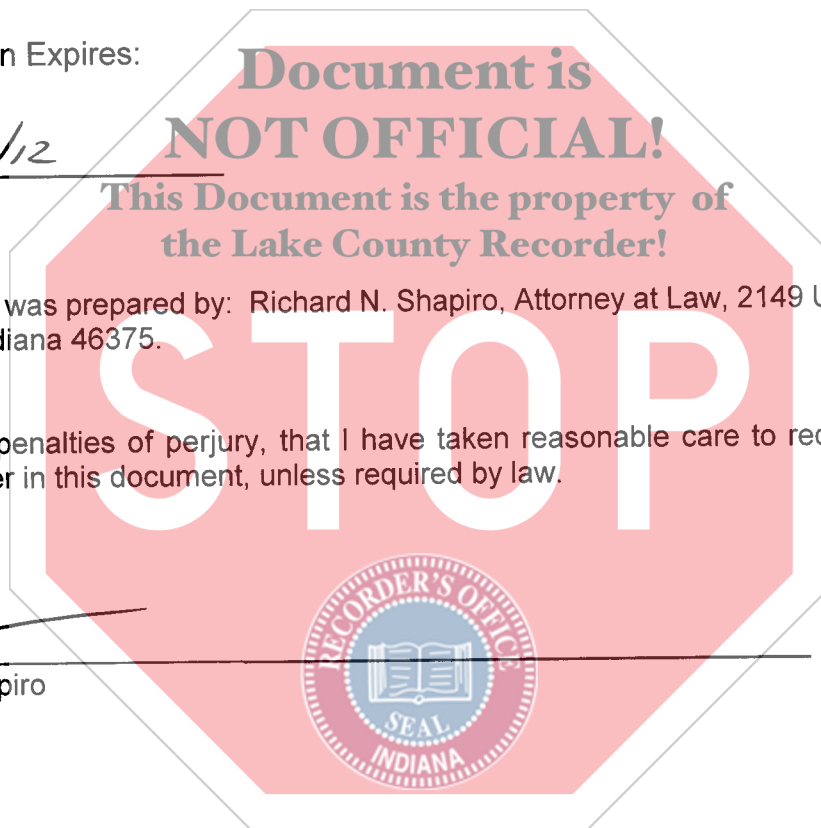 n Expires:
Document is
NOT OFFICIAL!
/12
This Document is the property of
the Lake County Recorder!
was prepared by: Richard N. Shapiro, Attorney at Law, 2149 U
diana 46375.
STOP
penalties of perjury, that I have taken reasonable care to red
er in this document, unless required by law.
RECORDER'S OFFICE
SEAL
INDIANA
piro